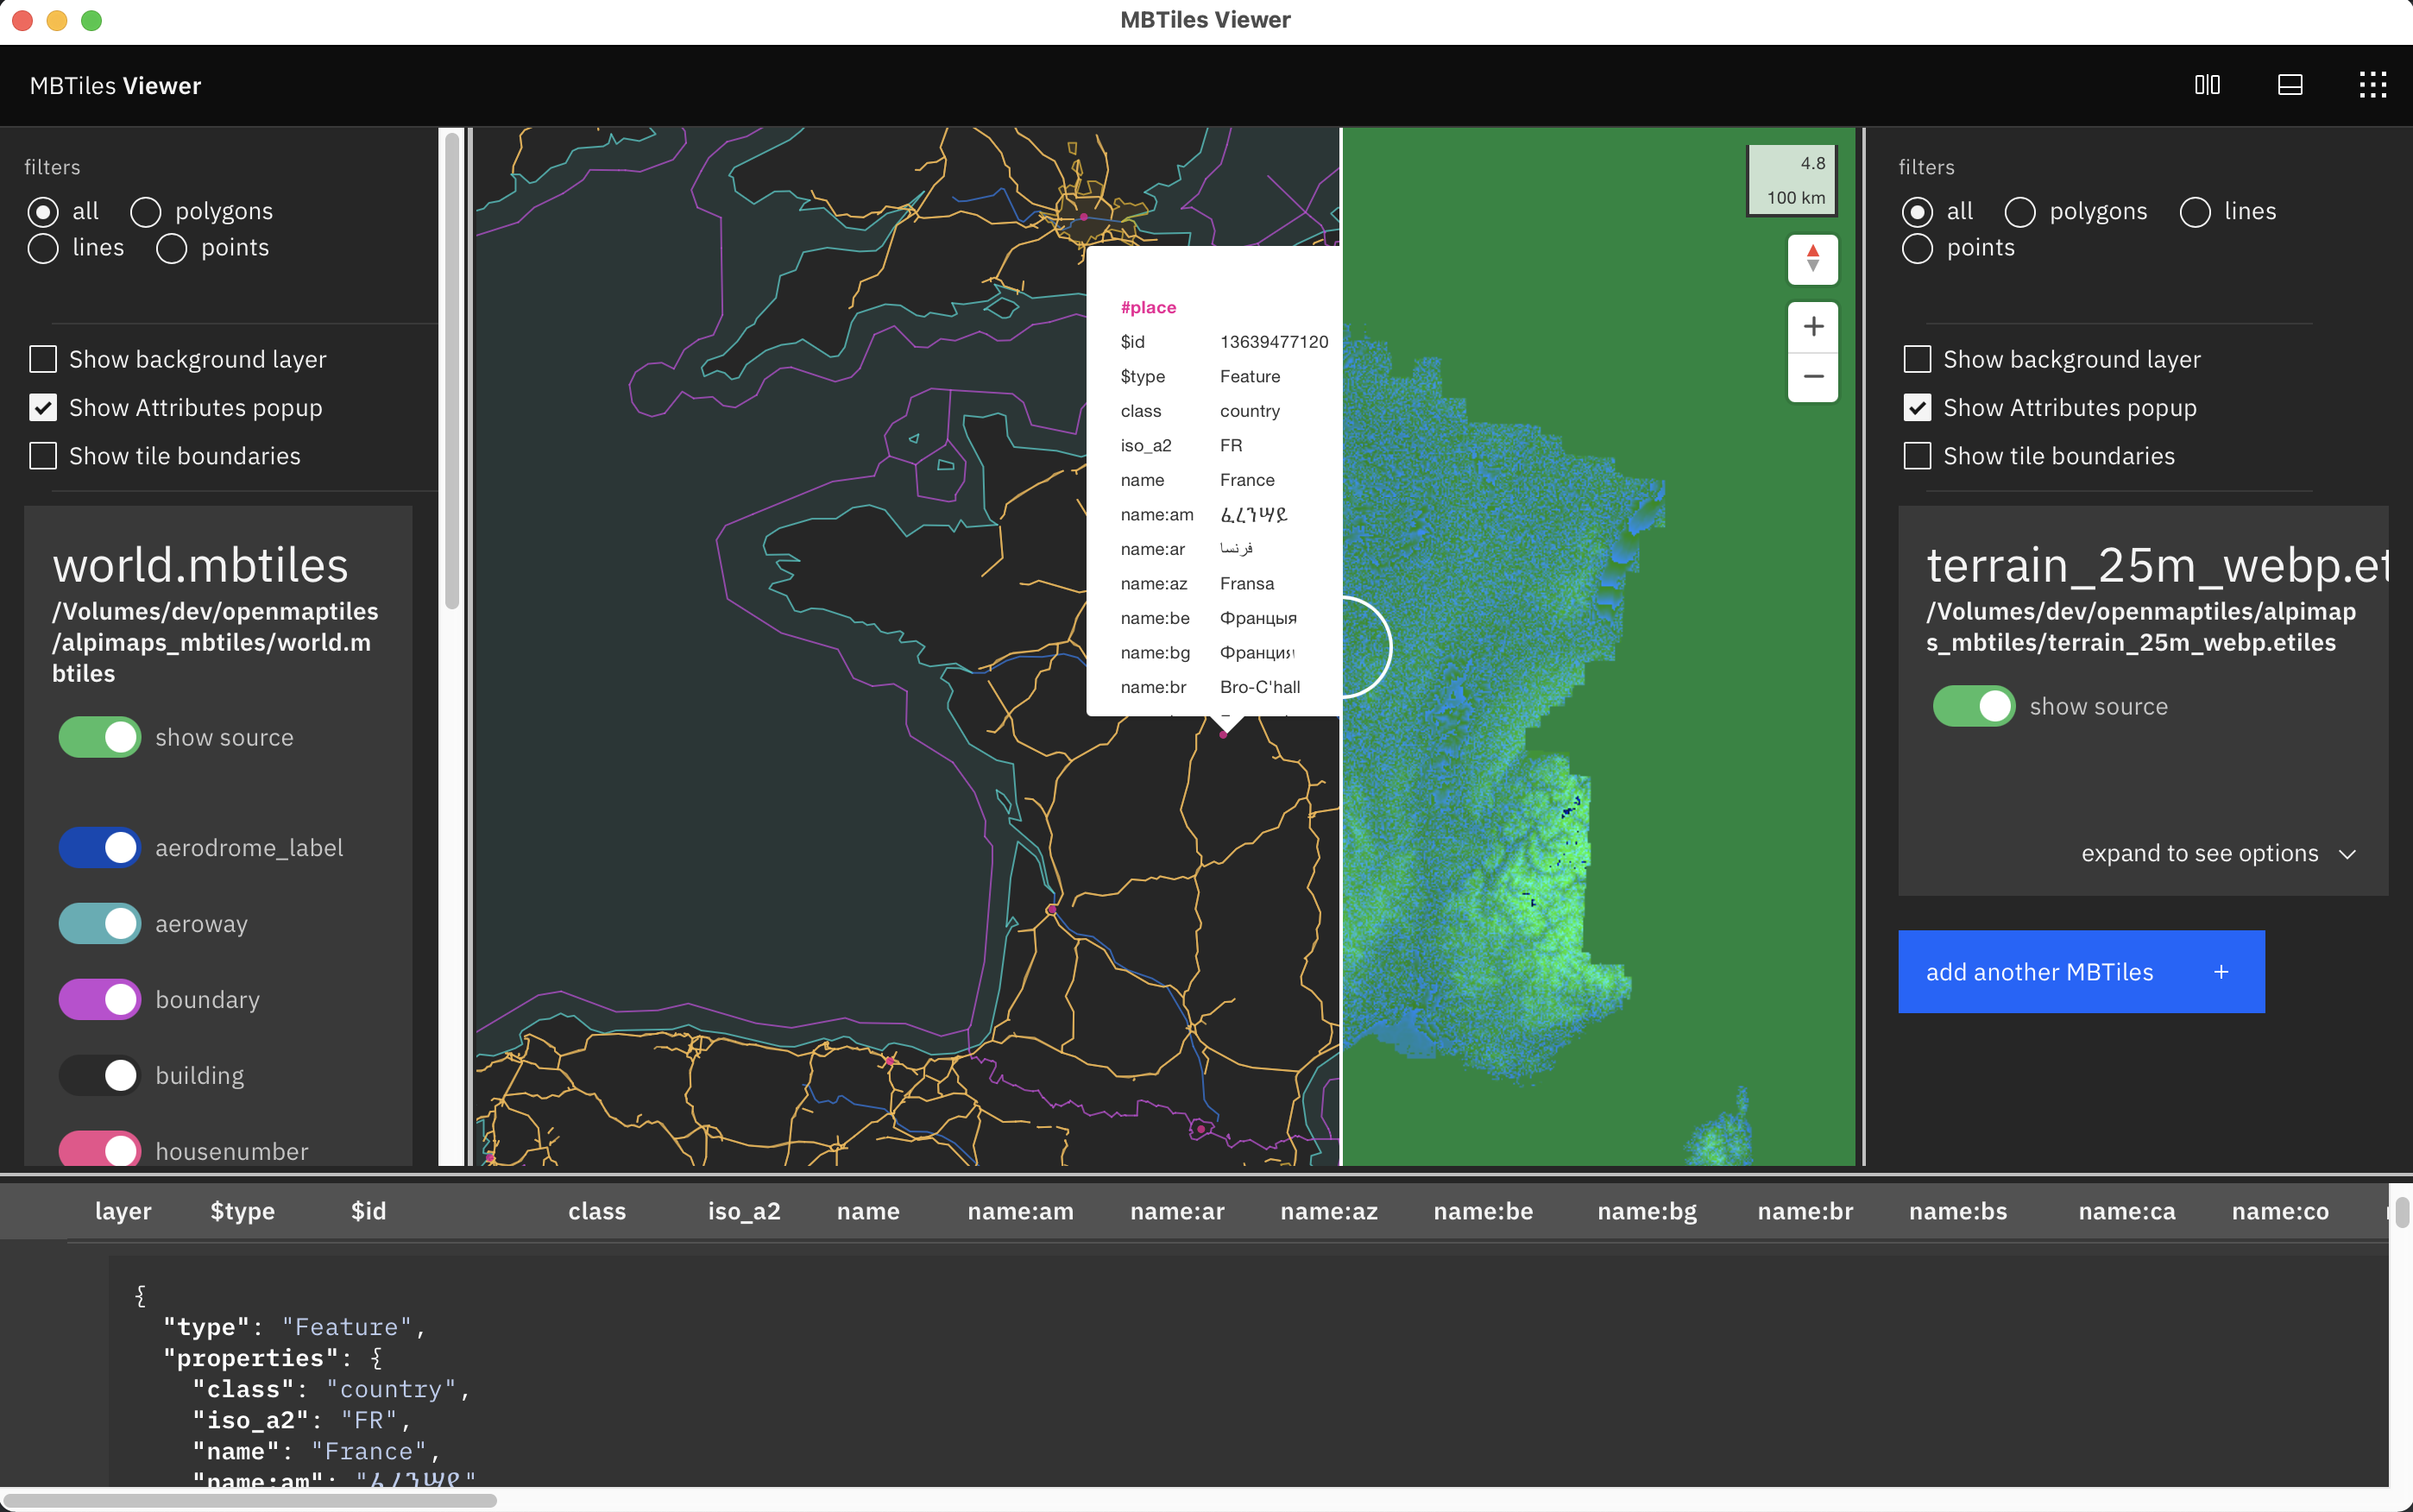 MBTiles Viewer
MBTiles Viewer
filters
all polygons
lines points
Show background layer
Show Attributes popup
Show tile boundaries
world.mbtiles
/Volumes/dev/openmaptiles
/alpimaps_mbtiles/world.m
btiles
show source
aerodrome_label
aeroway
boundary
building
housenumber
#place
$id 13639477120
$type Feature
class country
iso_a2 FR
name France
name:am ፈረንሣይ
name:ar فرنسا
name:az Fransa
name:be Францыя
name:bg Франция
name:br Bro-C'hall
4.8
100 km
filters
all polygons lines
points
Show background layer
Show Attributes popup
Show tile boundaries
terrain_25m_webp.et
/Volumes/dev/openmaptiles/alpimap
s_mbtiles/terrain_25m_webp.etiles
show source
expand to see options
add another MBTiles +
layer $type $id class iso_a2 name name:am name:ar name:az name:be name:bg name:br name:bs name:ca name:co
{
"type": "Feature",
"properties": {
"class": "country",
"iso_a2": "FR",
"name": "France",
"name:am": "ፈረንሣይ"